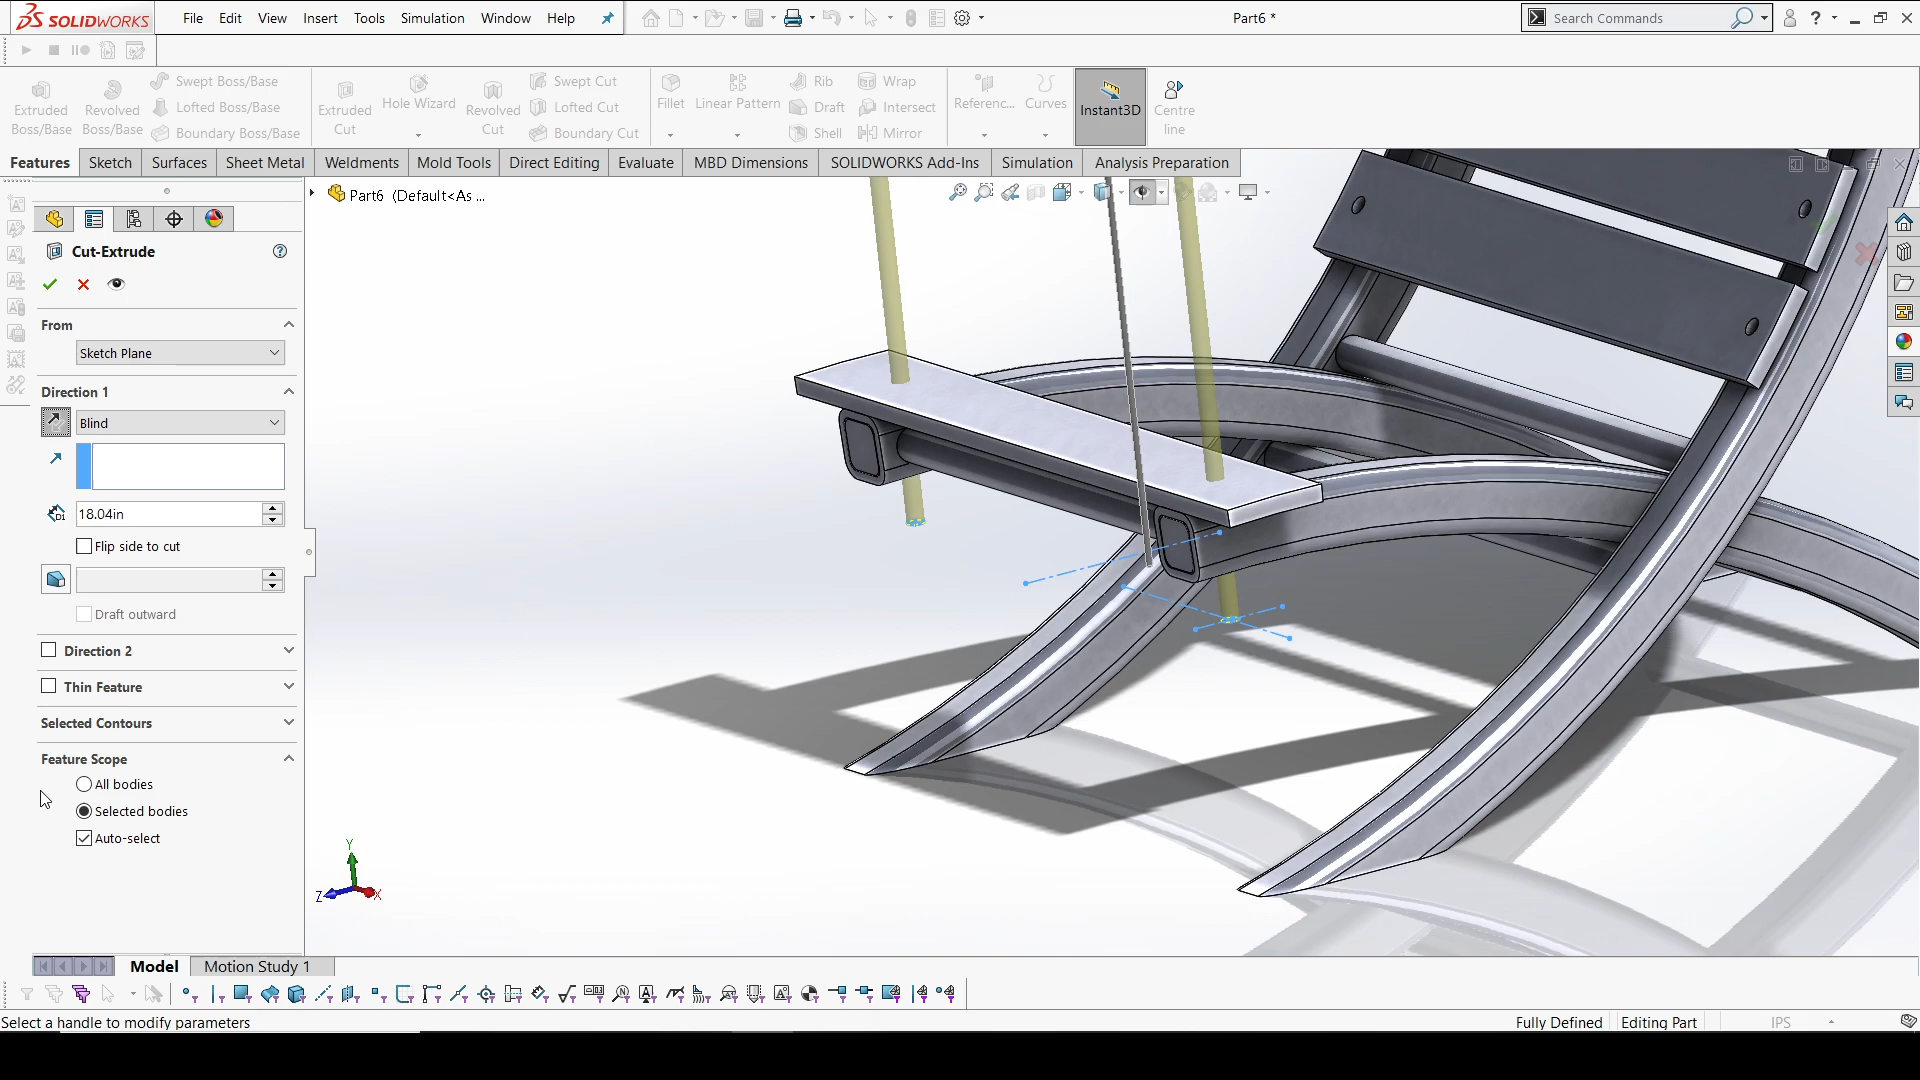 SOLIDWORKS File Edit View Insert Tools Simulation Window Help Part6 * Search Commands
Extruded Boss/Base
Revolved Boss/Base
Swept Boss/Base
Lofted Boss/Base
Boundary Boss/Base
Extruded Cut
Hole Wizard
Revolved Cut
Swept Cut
Lofted Cut
Boundary Cut
Fillet
Linear Pattern
Rib
Draft
Shell
Wrap
Intersect
Mirror
Referenc...
Curves
Instant3D
Centre line
Features Sketch Surfaces Sheet Metal Weldments Mold Tools Direct Editing Evaluate MBD Dimensions SOLIDWORKS Add-Ins Simulation Analysis Preparation
Part6 (Default<As ...
Cut-Extrude
From
Sketch Plane
Direction 1
Blind
D1
18.04in
Flip side to cut
Draft outward
Direction 2
Thin Feature
Selected Contours
Feature Scope
All bodies
Selected bodies
Auto-select
Y
Z
X
Model Motion Study 1
Select a handle to modify parameters Fully Defined Editing Part IPS